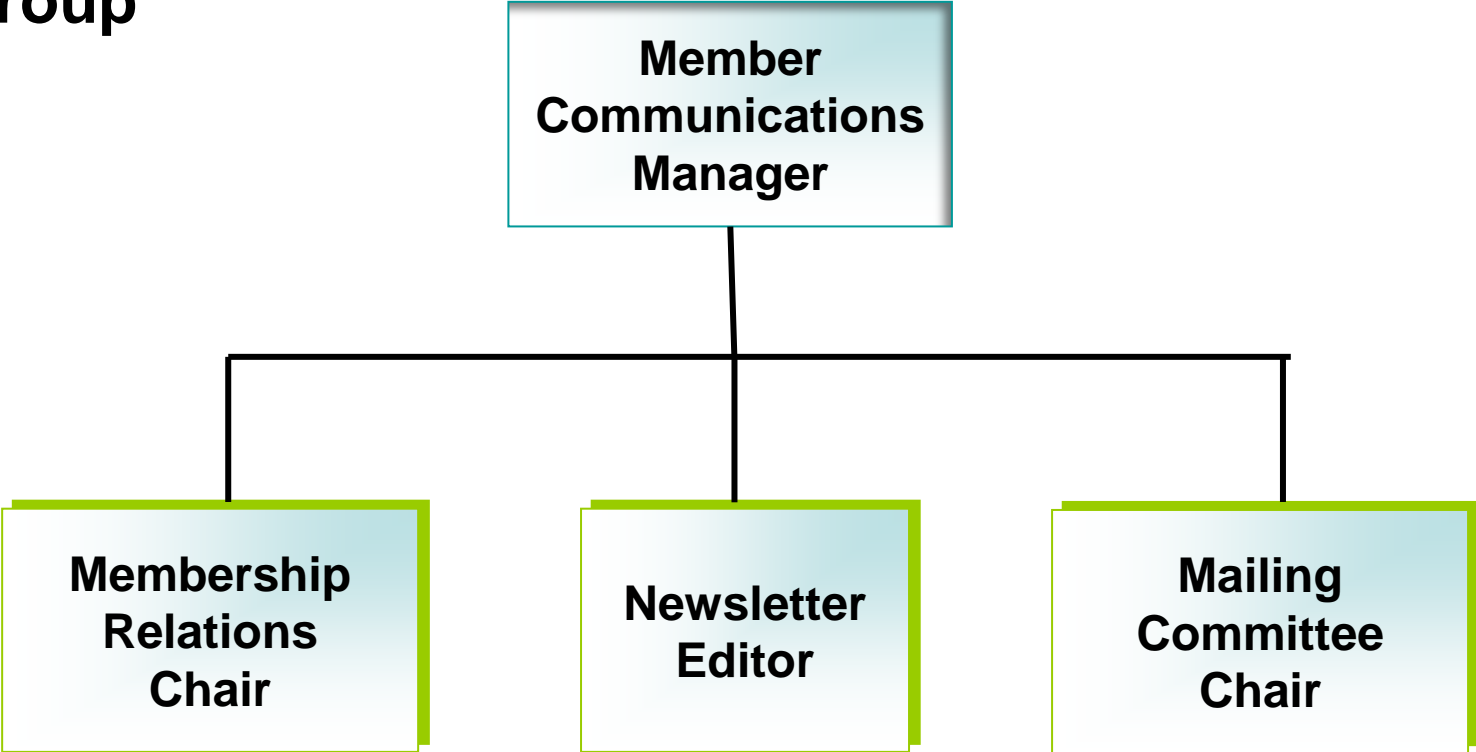 roup
Member
Communications
Manager
Membership
Relations
Chair
Newsletter
Editor
Mailing
Committee
Chair